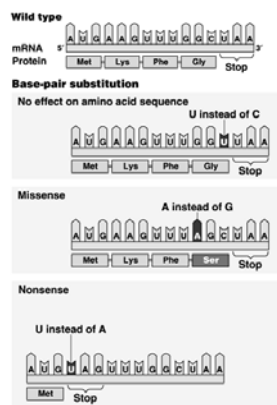 Wild type
A U G A A G U U U G G C U A A
mRNA 5' 3'
Protein Met Lys Phe Gly Stop
Base-pair substitution
No effect on amino acid sequence
U instead of C
A U G A A G U U U G G U U A A
Met Lys Phe Gly Stop
Missense
A instead of G
A U G A A G U U U A G C U A A
Met Lys Phe Ser Stop
Nonsense
U instead of A
A U G U A G U U U G G C U A A
Met Stop